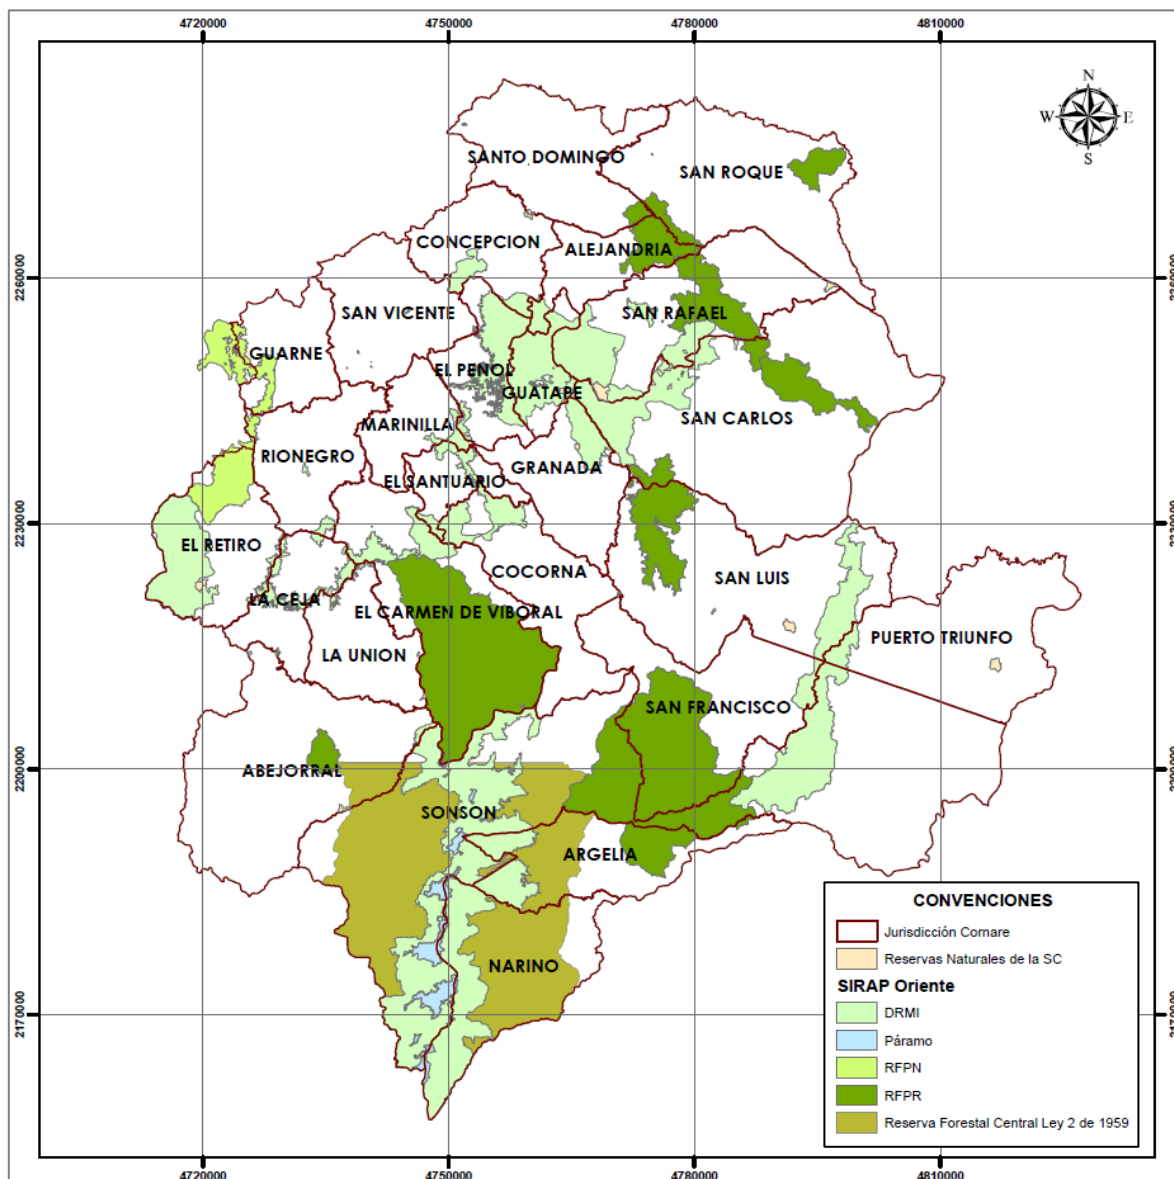 4720000 4750000 4780000 4810000
N
W E
S
SANTO DOMINGO
SAN ROQUE
CONCEPCION
ALEJANDRIA
2260000
SAN VICENTE
SAN RAFAEL
GUARNE
EL PENOL
GUATAPE
SAN CARLOS
MARINILLA
RIONEGRO
GRANADA
EL SANTUARIO
2230000
EL RETIRO
COCORNA
SAN LUIS
LA CEJA
EL CARMEN DE VIBORAL
PUERTO TRIUNFO
LA UNION
SAN FRANCISCO
2200000
ABEJORRAL
SONSON
ARGELIA
NARINO
2170000
CONVENCIONES
Jurisdicción Cornare
Reservas Naturales de la SC
SIRAP Oriente
DRMI
Páramo
RFPN
RFPR
Reserva Forestal Central Ley 2 de 1959
4720000 4750000 4780000 4810000